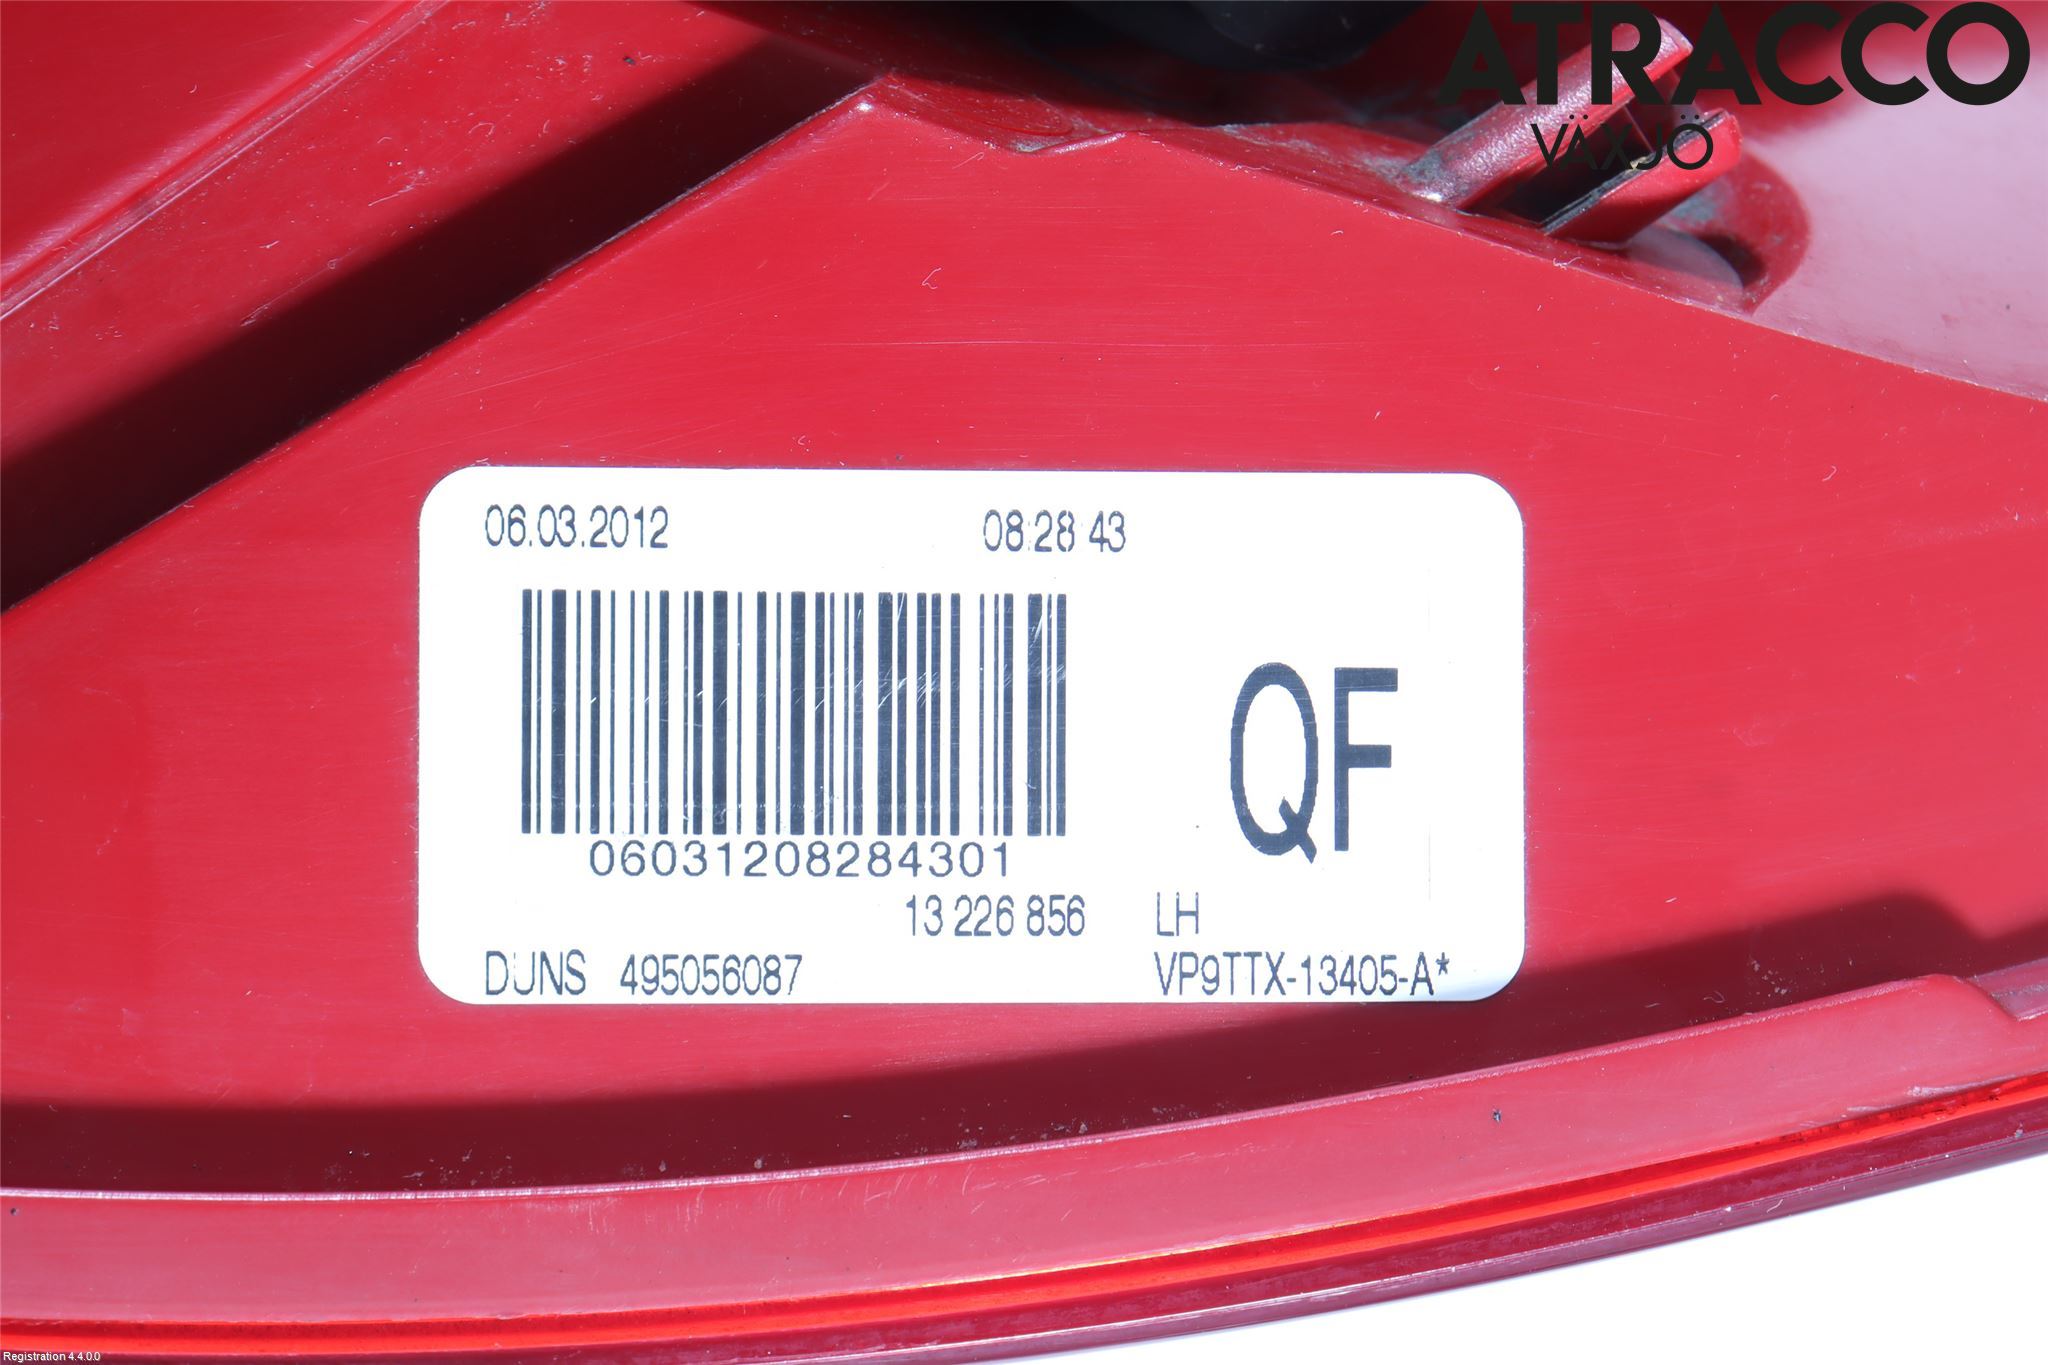 ATRACCO
VÄXJÖ
06.03.2012 08:28:43
QF
06031208284301
13 226 856 LH
DUNS 495056087 VP9TTX-13405-A*
Registration 4.4.0.0